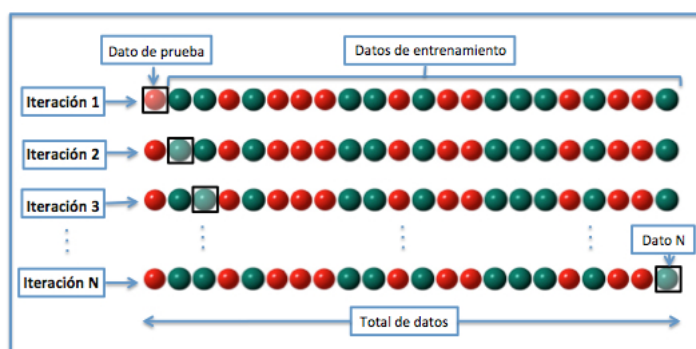 Dato de prueba
Datos de entrenamiento
Iteración 1
Iteración 2
Iteración 3
Dato N
Iteración N
Total de datos